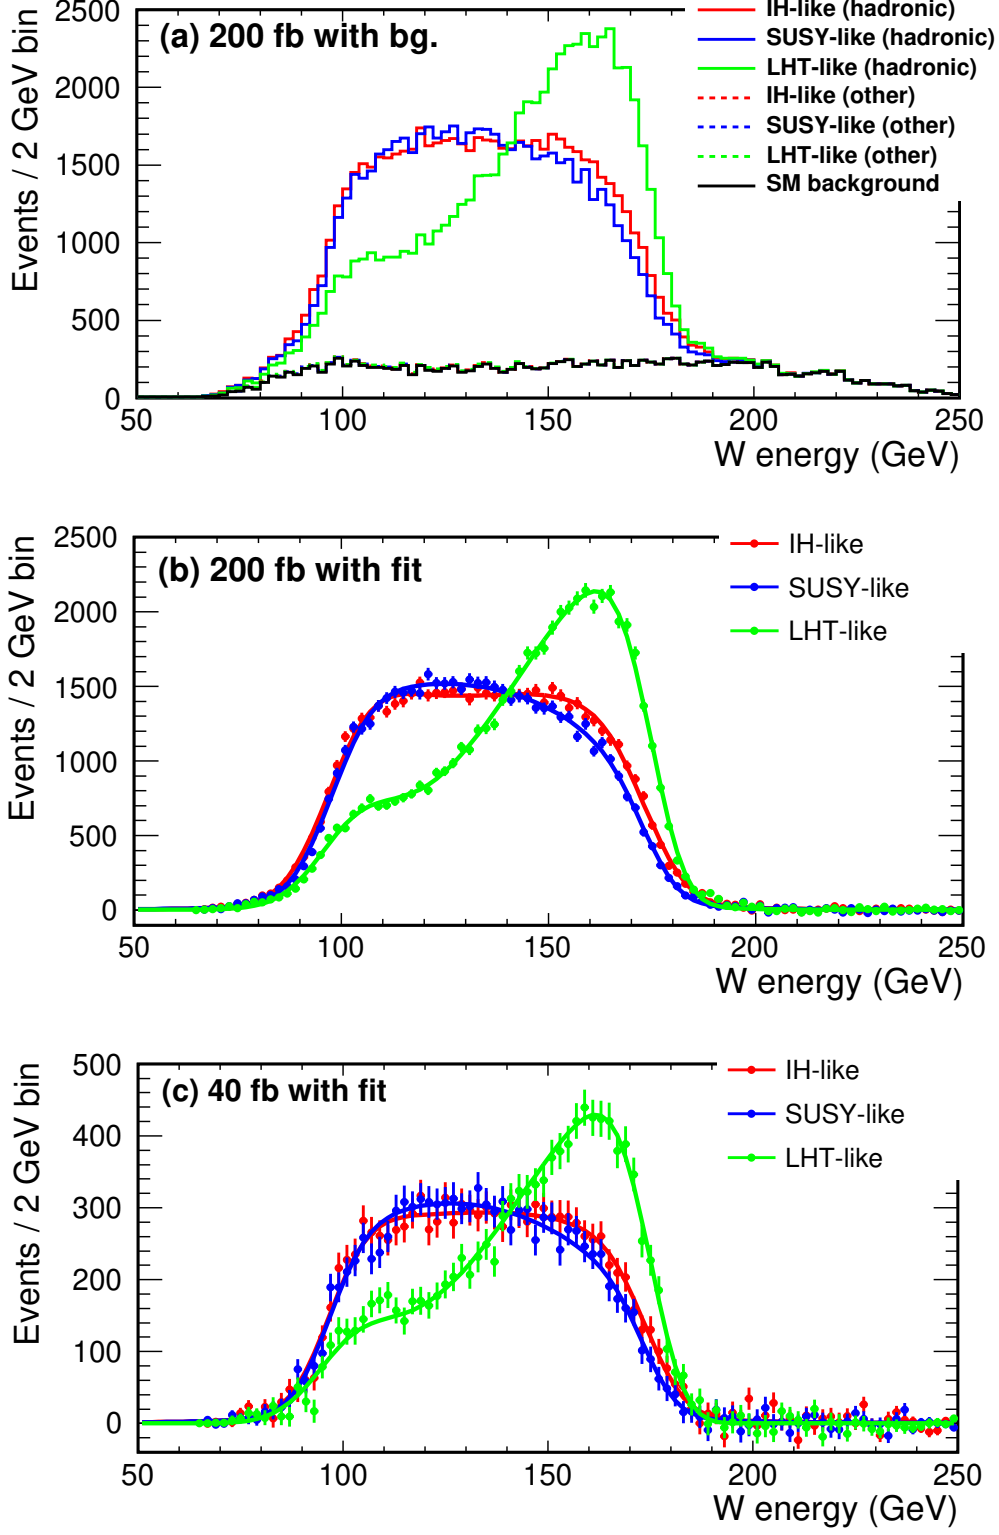 (a) 200 fb with bg.
IH-like (hadronic)
SUSY-like (hadronic)
LHT-like (hadronic)
IH-like (other)
SUSY-like (other)
LHT-like (other)
SM background
Events / 2 GeV bin
2500
2000
1500
1000
500
0
50 100 150 200 250
W energy (GeV)
(b) 200 fb with fit
IH-like
SUSY-like
LHT-like
Events / 2 GeV bin
2500
2000
1500
1000
500
0
50 100 150 200 250
W energy (GeV)
(c) 40 fb with fit
IH-like
SUSY-like
LHT-like
Events / 2 GeV bin
500
400
300
200
100
0
50 100 150 200 250
W energy (GeV)